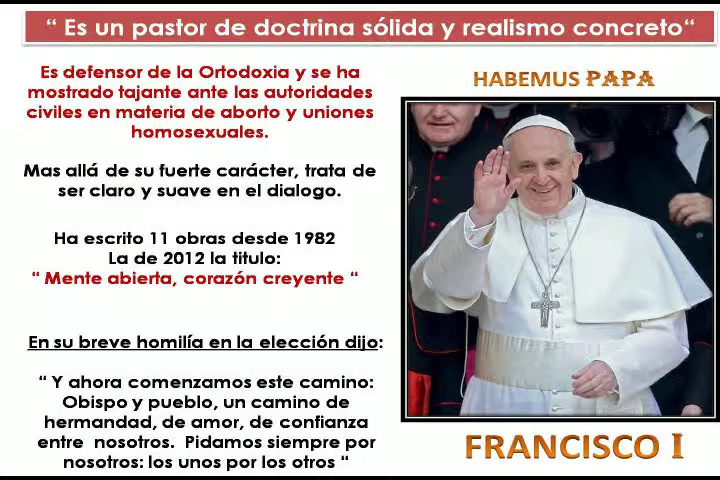 “ Es un pastor de doctrina sólida y realismo concreto“
Es defensor de la Ortodoxia y se ha
mostrado tajante ante las autoridades
civiles en materia de aborto y uniones
homosexuales.
Mas allá de su fuerte carácter, trata de
ser claro y suave en el dialogo.
Ha escrito 11 obras desde 1982
La de 2012 la titulo:
“ Mente abierta, corazón creyente “
En su breve homilía en la elección dijo:
“ Y ahora comenzamos este camino:
Obispo y pueblo, un camino de
hermandad, de amor, de confianza
entre nosotros. Pidamos siempre por
nosotros: los unos por los otros “
HABEMUS PAPA
FRANCISCO I